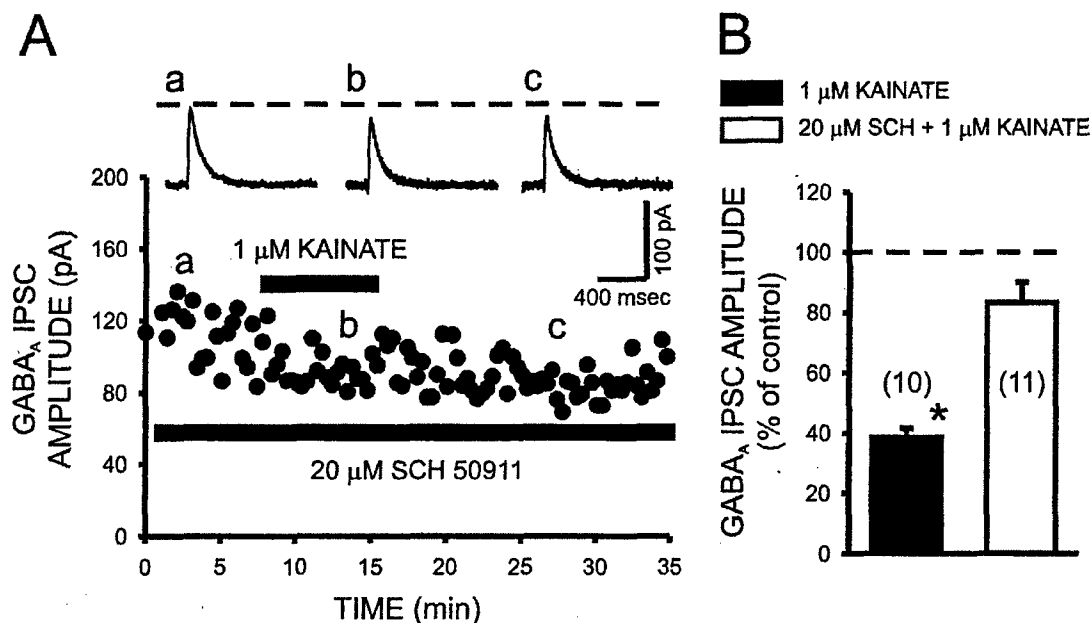 A
a b c
200
160
120
80
40
0
GABA_A IPSC
AMPLITUDE (pA)
1 µM KAINATE
100 pA
400 msec
a
b
c
20 µM SCH 50911
0 5 10 15 20 25 30 35
TIME (min)
B
1 µM KAINATE
20 µM SCH + 1 µM KAINATE
GABA_A IPSC AMPLITUDE
(% of control)
120
100
80
60
40
20
0
(10)
*
(11)